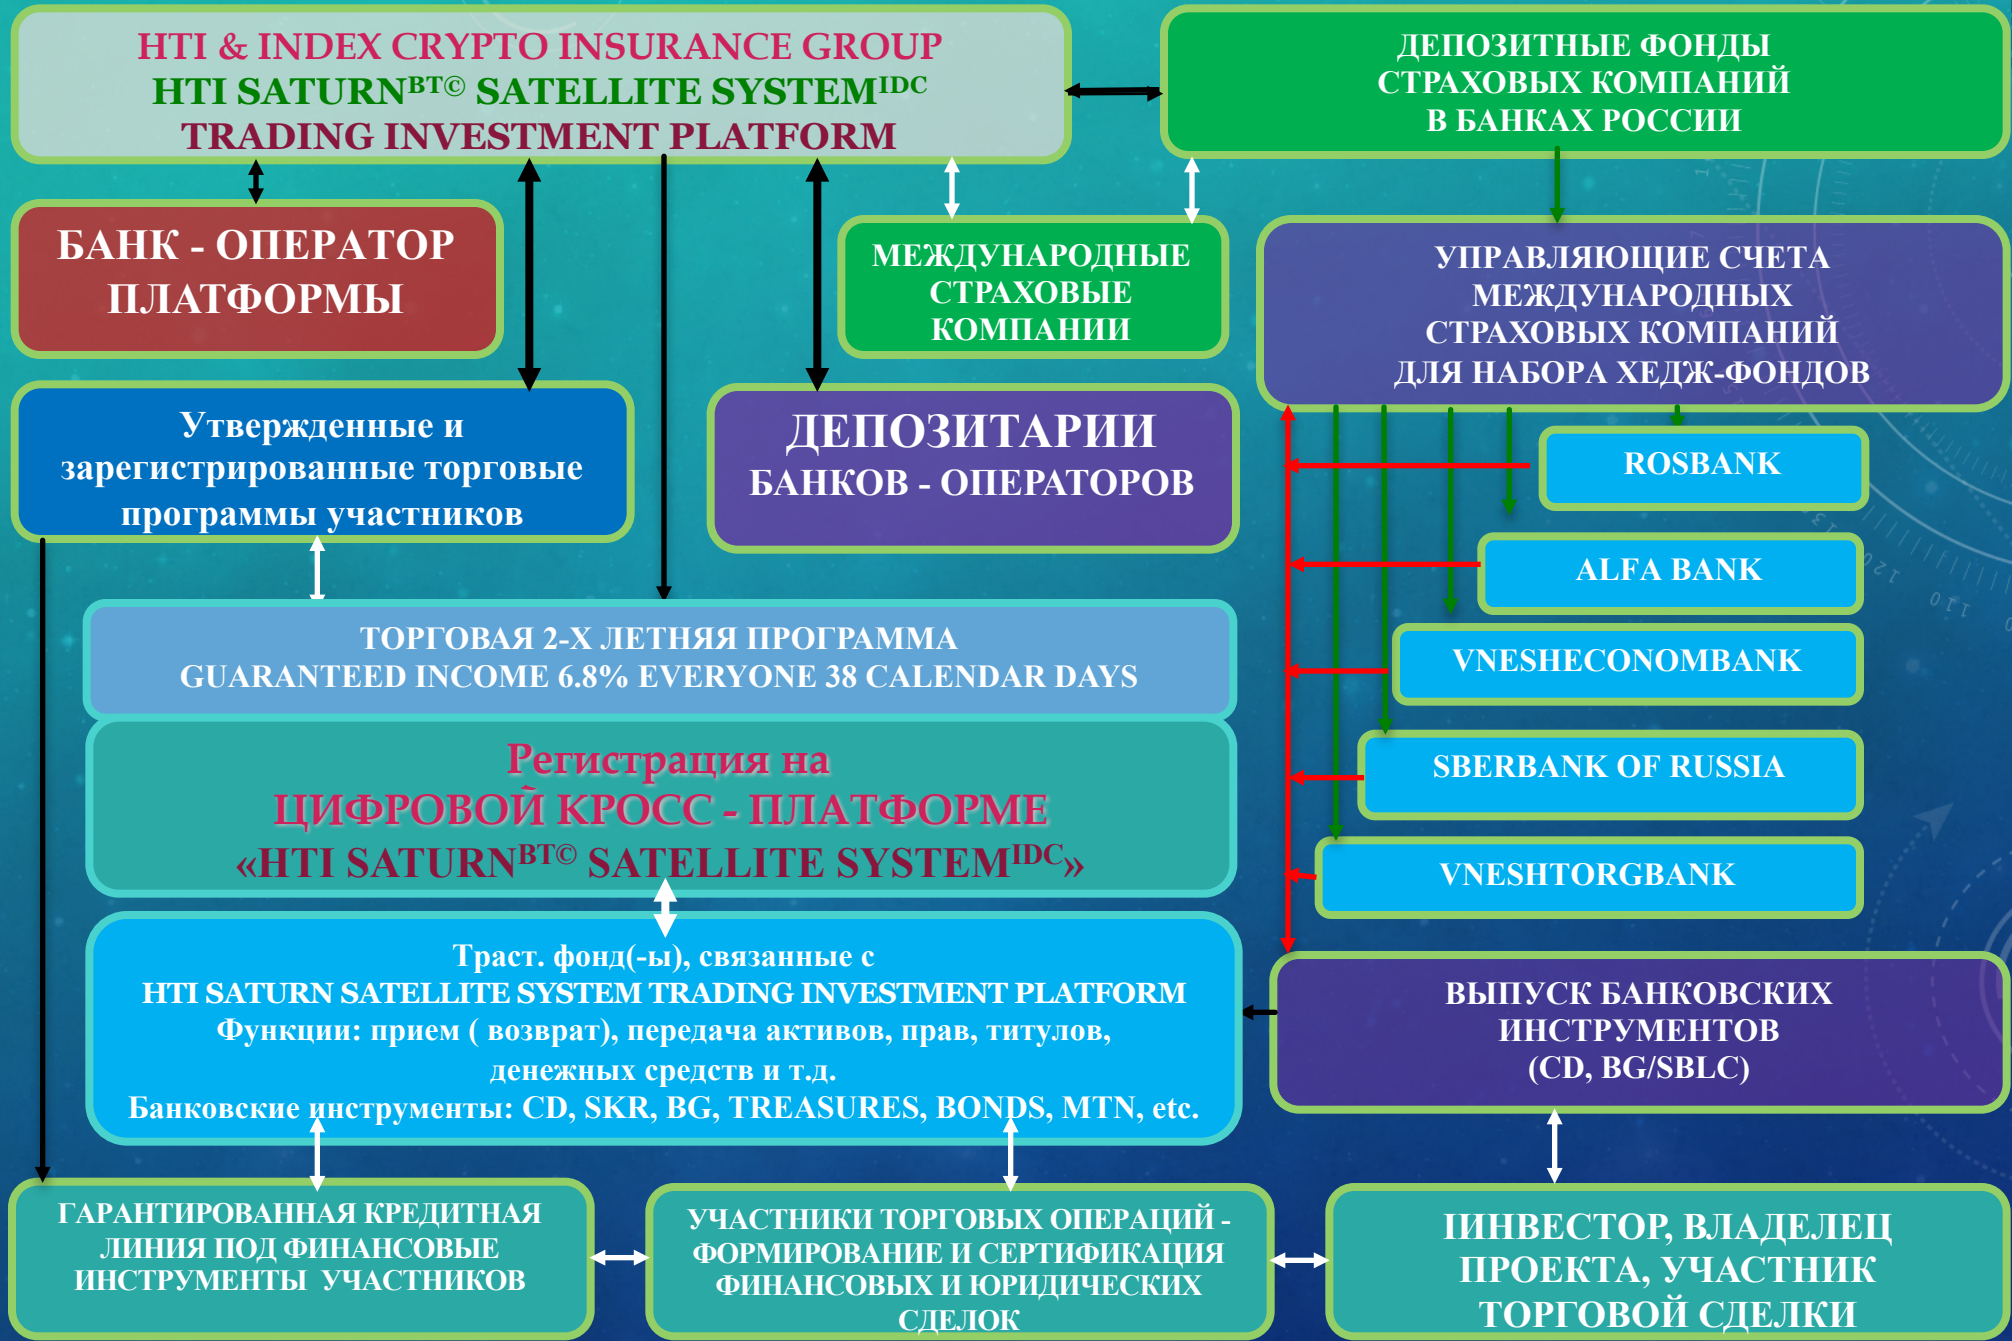 HTI & INDEX CRYPTO INSURANCE GROUP
HTI SATURNᴮᵀ© SATELLITE SYSTEMᴵᴰᶜ
TRADING INVESTMENT PLATFORM
ДЕПОЗИТНЫЕ ФОНДЫ
СТРАХОВЫХ КОМПАНИЙ
В БАНКАХ РОССИИ
БАНК - ОПЕРАТОР
ПЛАТФОРМЫ
МЕЖДУНАРОДНЫЕ
СТРАХОВЫЕ
КОМПАНИИ
УПРАВЛЯЮЩИЕ СЧЕТА
МЕЖДУНАРОДНЫХ
СТРАХОВЫХ КОМПАНИЙ
ДЛЯ НАБОРА ХЕДЖ-ФОНДОВ
Утвержденные и
зарегистрированные торговые
программы участников
ДЕПОЗИТАРИИ
БАНКОВ - ОПЕРАТОРОВ
ROSBANK
ALFA BANK
VNESHECONOMBANK
SBERBANK OF RUSSIA
VNESHTORGBANK
ТОРГОВАЯ 2-Х ЛЕТНЯЯ ПРОГРАММА
GUARANTEED INCOME 6.8% EVERYONE 38 CALENDAR DAYS
Регистрация на
ЦИФРОВОЙ КРОСС - ПЛАТФОРМЕ
«HTI SATURNᴮᵀ© SATELLITE SYSTEMᴵᴰᶜ»
Траст. фонд(-ы), связанные с
HTI SATURN SATELLITE SYSTEM TRADING INVESTMENT PLATFORM
Функции: прием ( возврат), передача активов, прав, титулов,
денежных средств и т.д.
Банковские инструменты: CD, SKR, BG, TREASURES, BONDS, MTN, etc.
ВЫПУСК БАНКОВСКИХ
ИНСТРУМЕНТОВ
(CD, BG/SBLC)
ГАРАНТИРОВАННАЯ КРЕДИТНАЯ
ЛИНИЯ ПОД ФИНАНСОВЫЕ
ИНСТРУМЕНТЫ УЧАСТНИКОВ
УЧАСТНИКИ ТОРГОВЫХ ОПЕРАЦИЙ -
ФОРМИРОВАНИЕ И СЕРТИФИКАЦИЯ
ФИНАНСОВЫХ И ЮРИДИЧЕСКИХ
СДЕЛОК
IИНВЕСТОР, ВЛАДЕЛЕЦ
ПРОЕКТА, УЧАСТНИК
ТОРГОВОЙ СДЕЛКИ
120
110